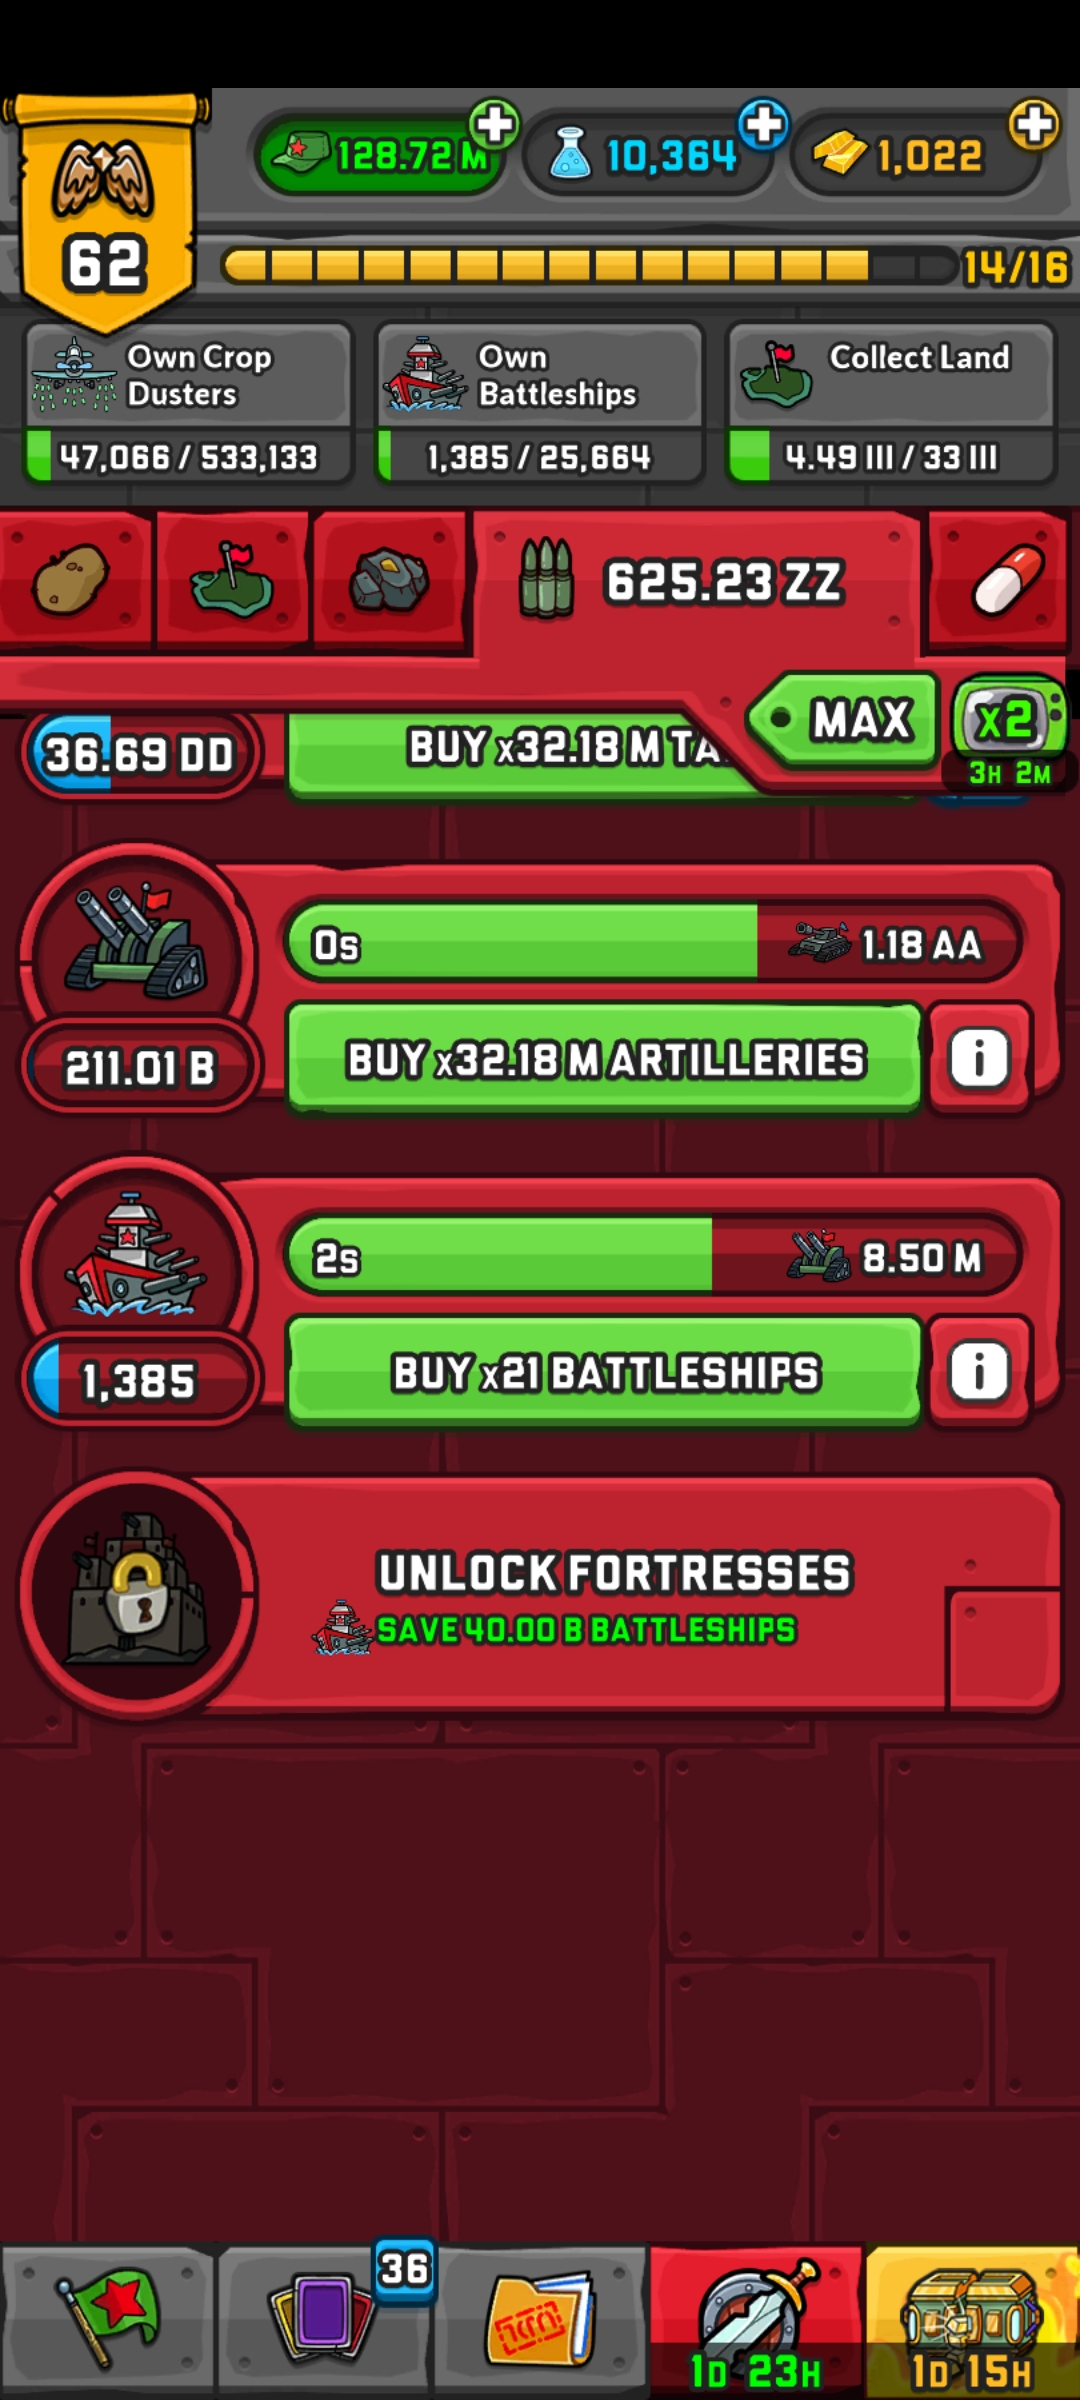 128.72 M
10,364
1,022
62
14/16
Own Crop
Dusters
Own
Battleships
Collect Land
47,066 / 533,133
1,385 / 25,664
4.49 III / 33 III
625.23 ZZ
MAX
x2
3H 2M
36.69 DD
BUY x32.18 M TA
0s
1.18 AA
211.01 B
BUY x32.18 M ARTILLERIES
i
2s
8.50 M
1,385
BUY x21 BATTLESHIPS
i
UNLOCK FORTRESSES
SAVE 40.00 B BATTLESHIPS
36
1D 23H
1D 15H